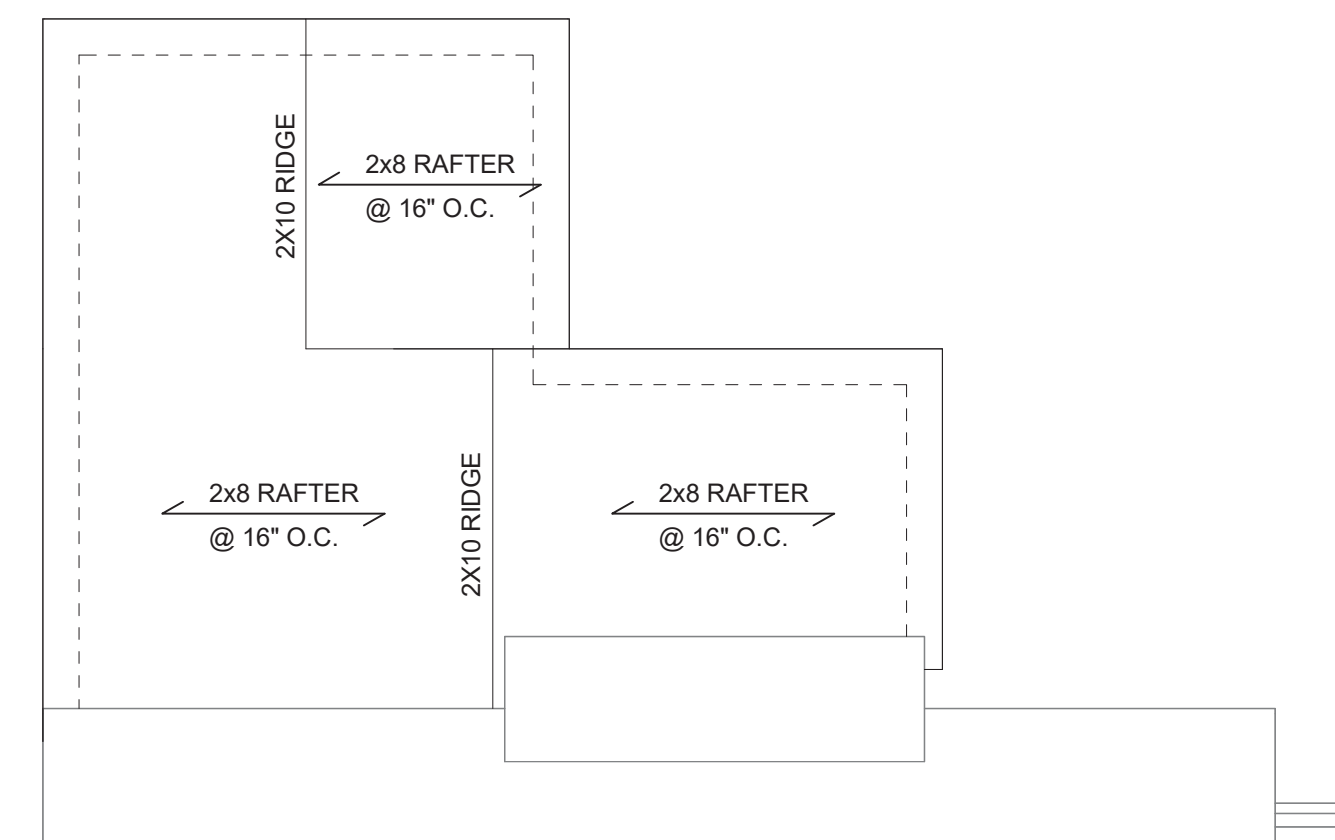 2X10 RIDGE
2x8 RAFTER
@ 16" O.C.
2x8 RAFTER
@ 16" O.C.
2X10 RIDGE
2x8 RAFTER
@ 16" O.C.